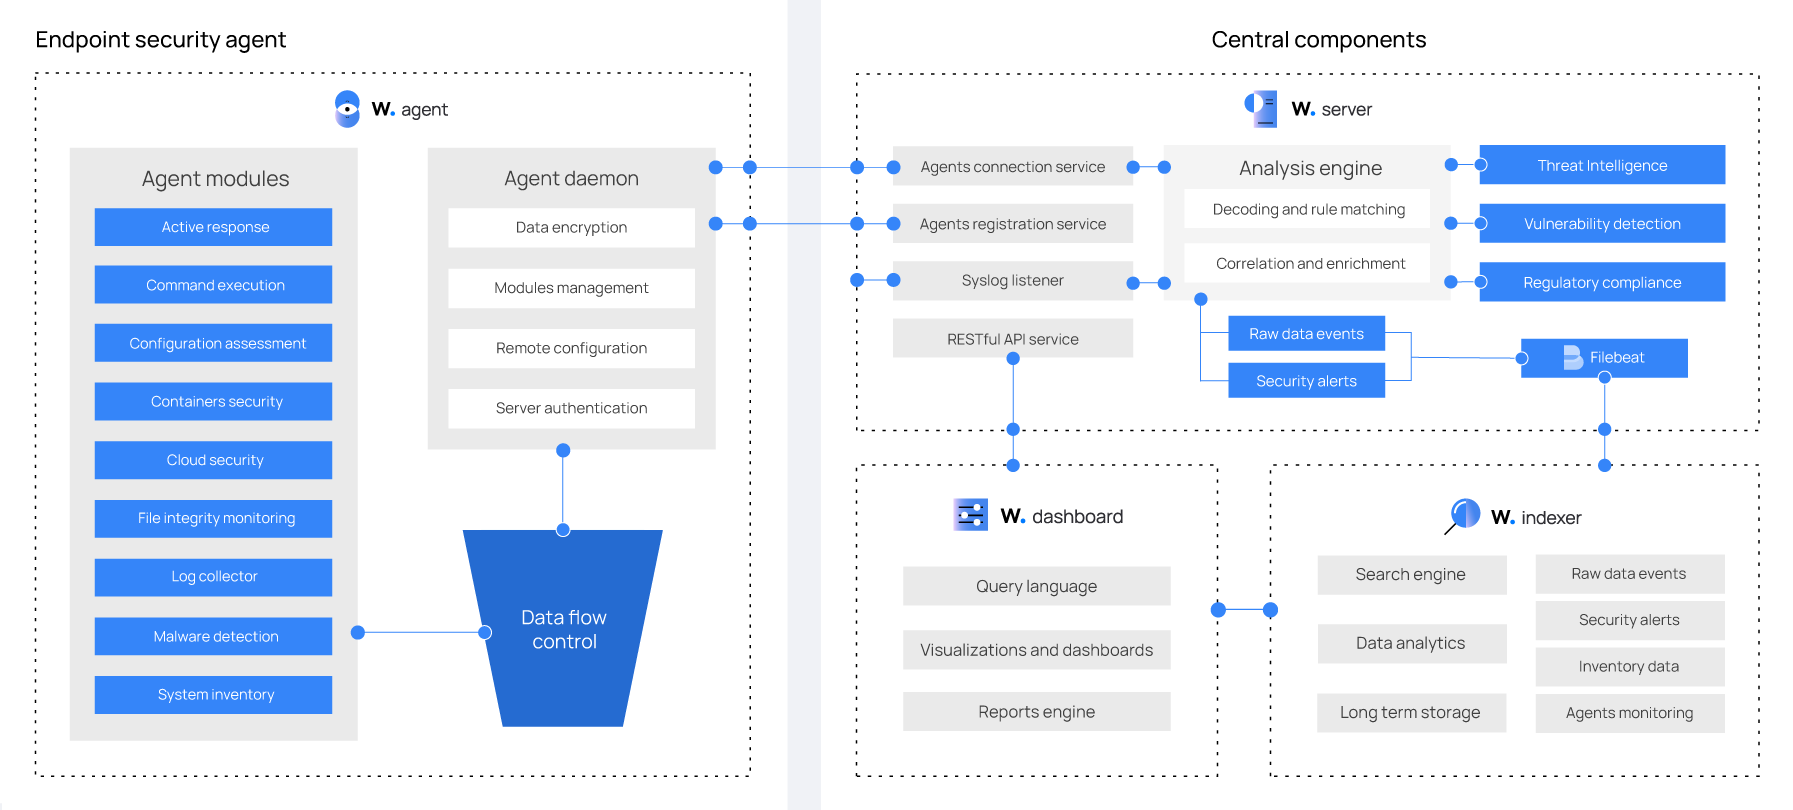 Endpoint security agent
W. agent
Agent modules
Active response
Command execution
Configuration assessment
Containers security
Cloud security
File integrity monitoring
Log collector
Malware detection
System inventory
Agent daemon
Data encryption
Modules management
Remote configuration
Server authentication
Data flow
control
Central components
W. server
Agents connection service
Agents registration service
Syslog listener
RESTful API service
Analysis engine
Decoding and rule matching
Correlation and enrichment
Threat Intelligence
Vulnerability detection
Regulatory compliance
Raw data events
Security alerts
Filebeat
W. dashboard
Query language
Visualizations and dashboards
Reports engine
W. indexer
Search engine
Data analytics
Long term storage
Raw data events
Security alerts
Inventory data
Agents monitoring